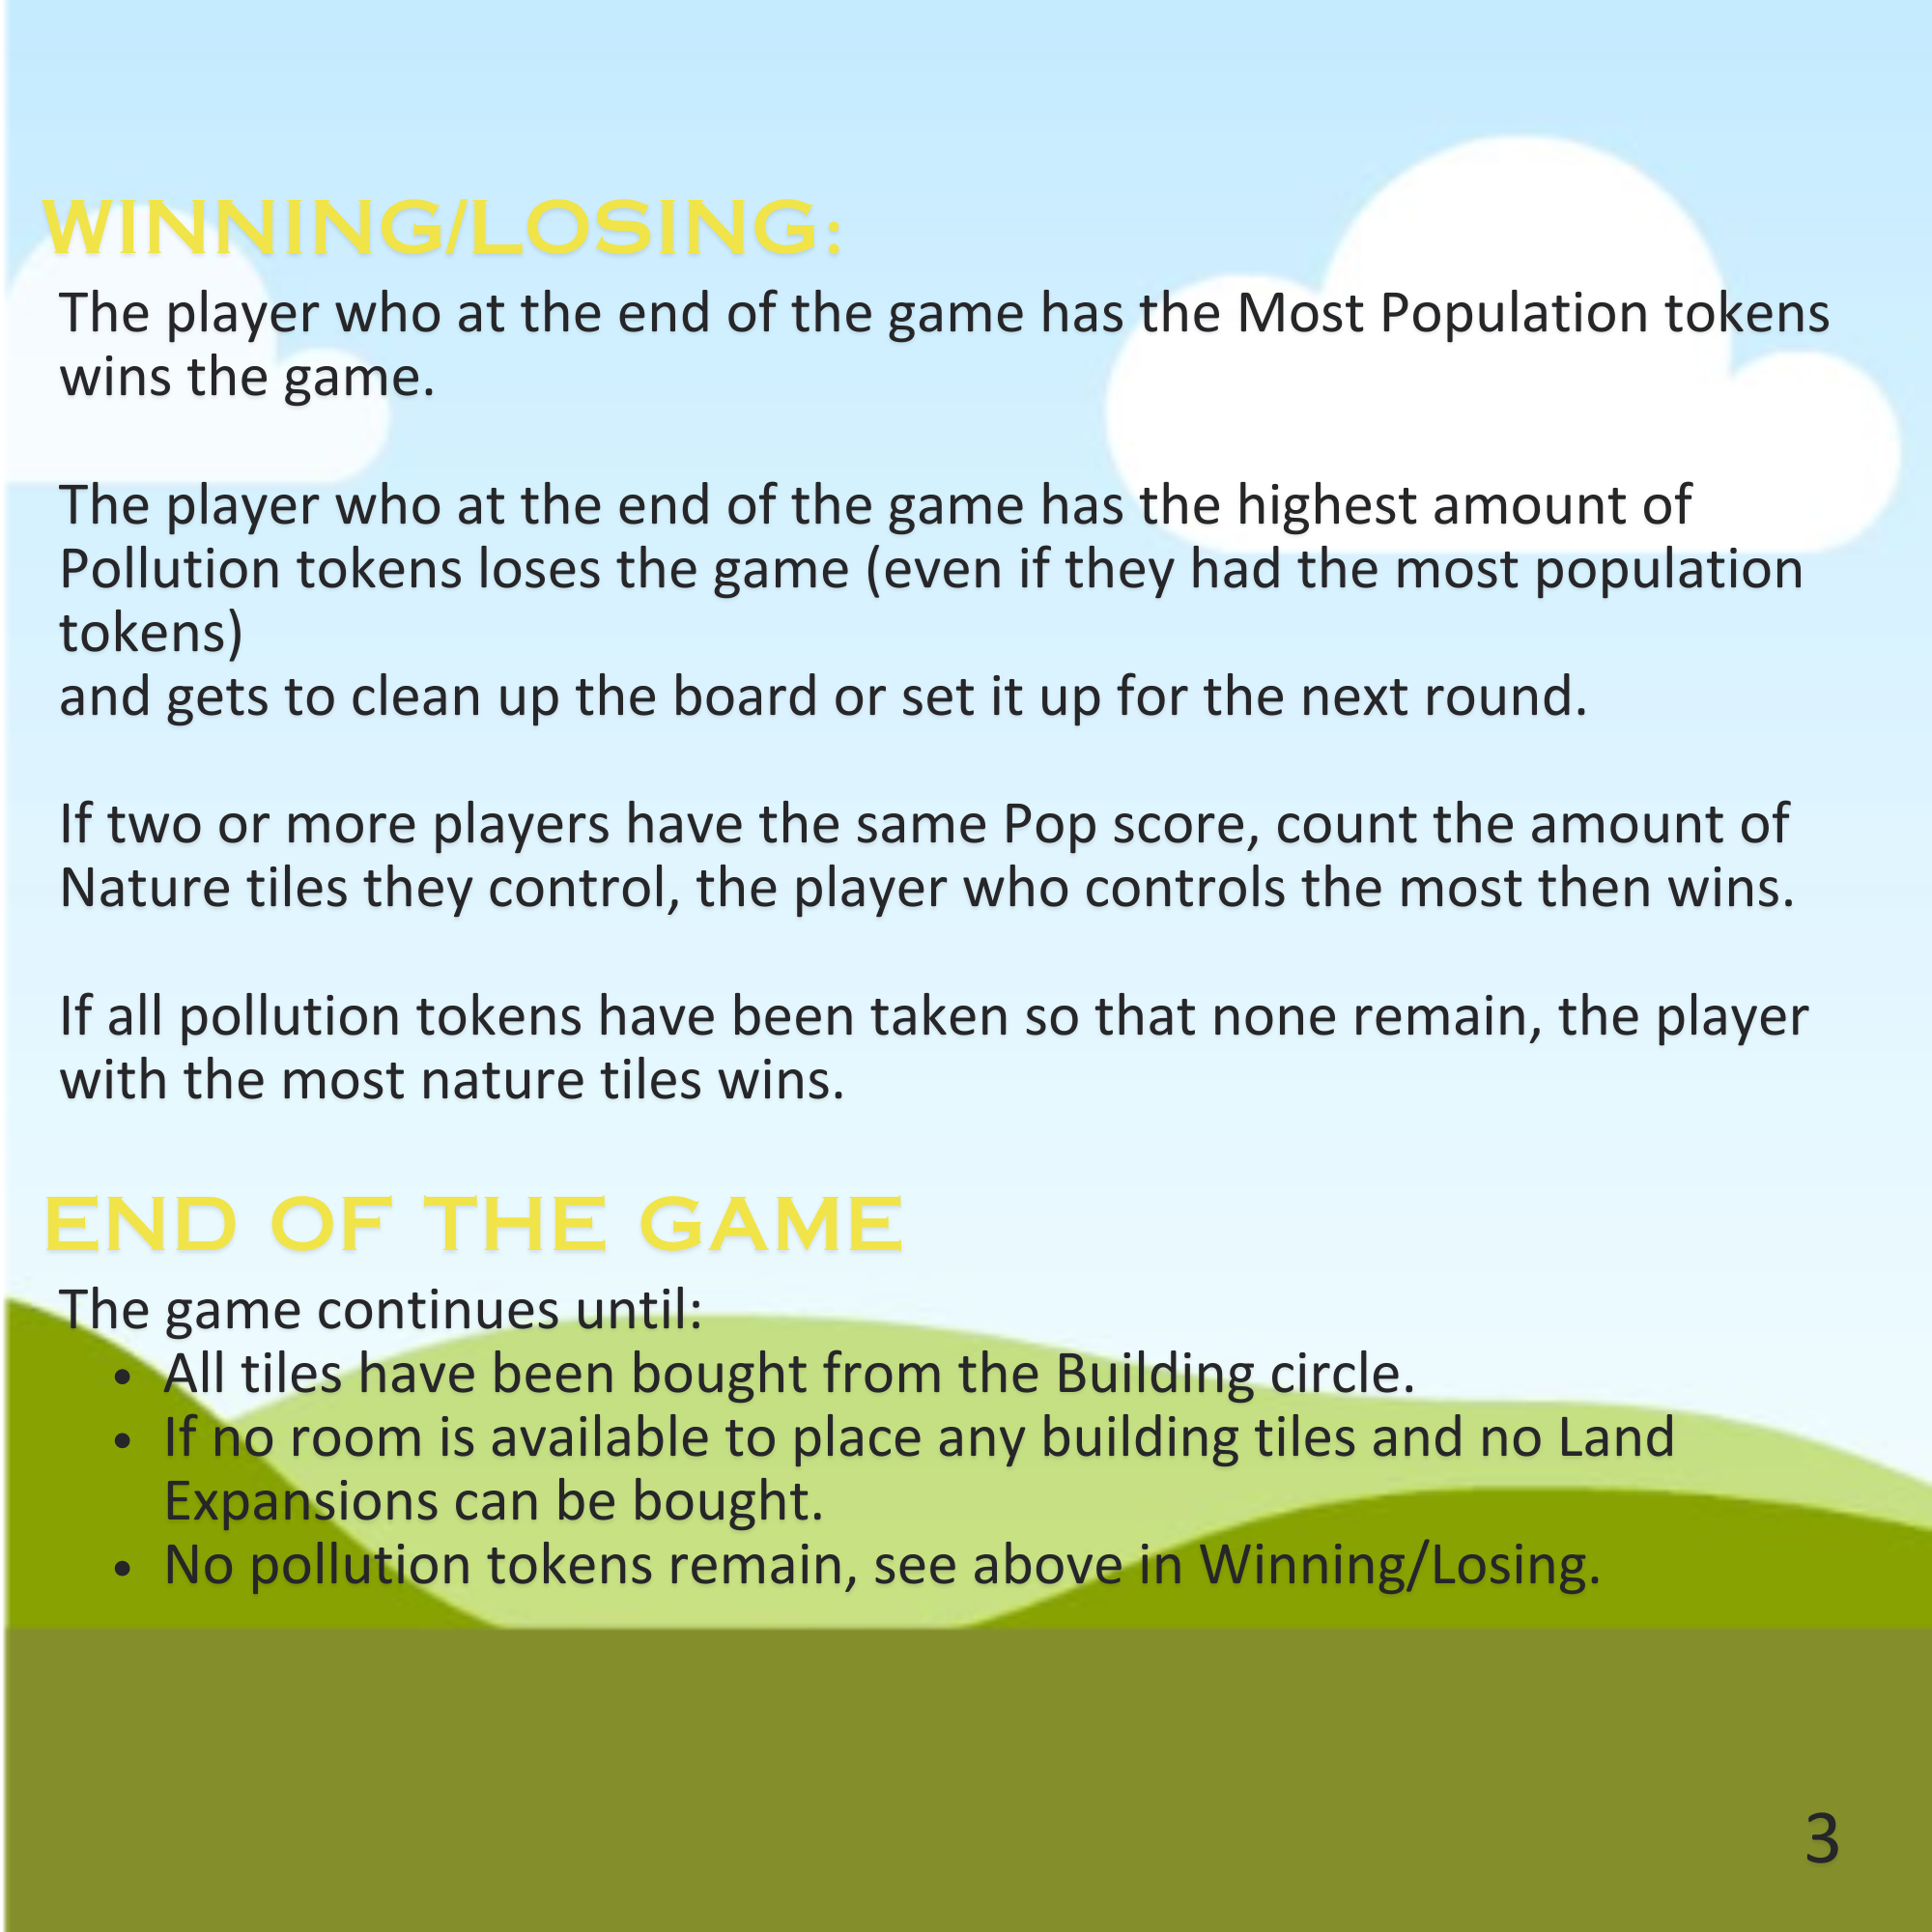 WINNING/LOSING:
The player who at the end of the game has the Most Population tokens
wins the game.
The player who at the end of the game has the highest amount of
Pollution tokens loses the game (even if they had the most population
tokens)
and gets to clean up the board or set it up for the next round.
If two or more players have the same Pop score, count the amount of
Nature tiles they control, the player who controls the most then wins.
If all pollution tokens have been taken so that none remain, the player
with the most nature tiles wins.
END OF THE GAME
The game continues until:
• All tiles have been bought from the Building circle.
• If no room is available to place any building tiles and no Land
Expansions can be bought.
• No pollution tokens remain, see above in Winning/Losing.
3